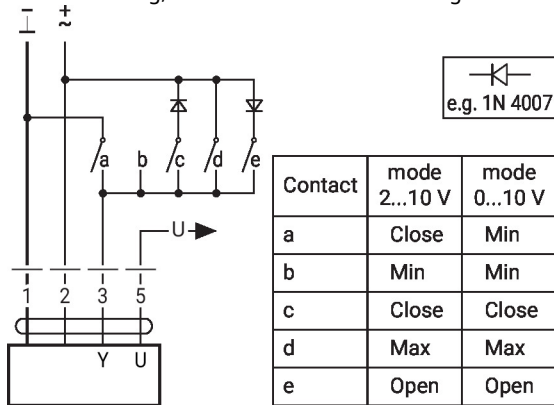 − +
⊥ ~
e.g. 1N 4007
a b c d e
U
1 2 3 5
Y U
Contact mode 2...10 V mode 0...10 V
a Close Min
b Min Min
c Close Close
d Max Max
e Open Open